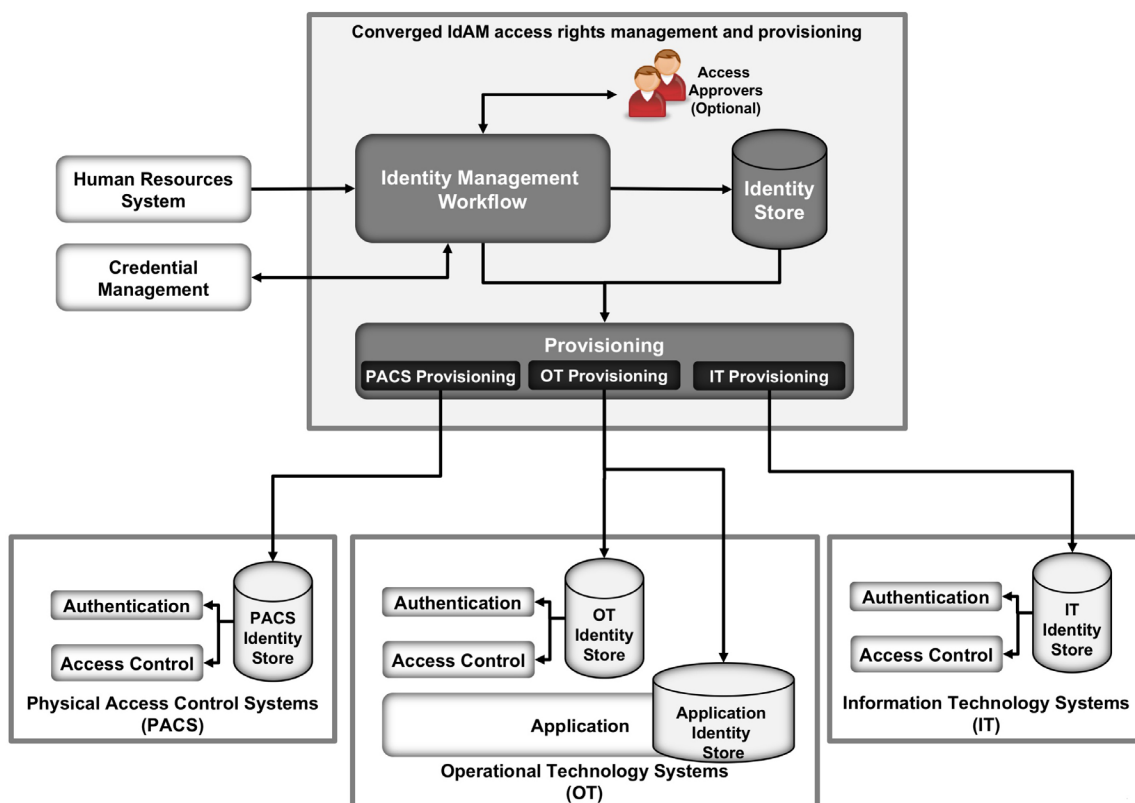 Converged IdAM access rights management and provisioning
Access
Approvers
(Optional)
Human Resources
System
Identity Management
Workflow
Identity
Store
Credential
Management
Provisioning
PACS Provisioning
OT Provisioning
IT Provisioning
Authentication
Access Control
PACS
Identity
Store
Physical Access Control Systems
(PACS)
Authentication
Access Control
OT
Identity
Store
Application
Application
Identity
Store
Operational Technology Systems
(OT)
Authentication
Access Control
IT
Identity
Store
Information Technology Systems
(IT)